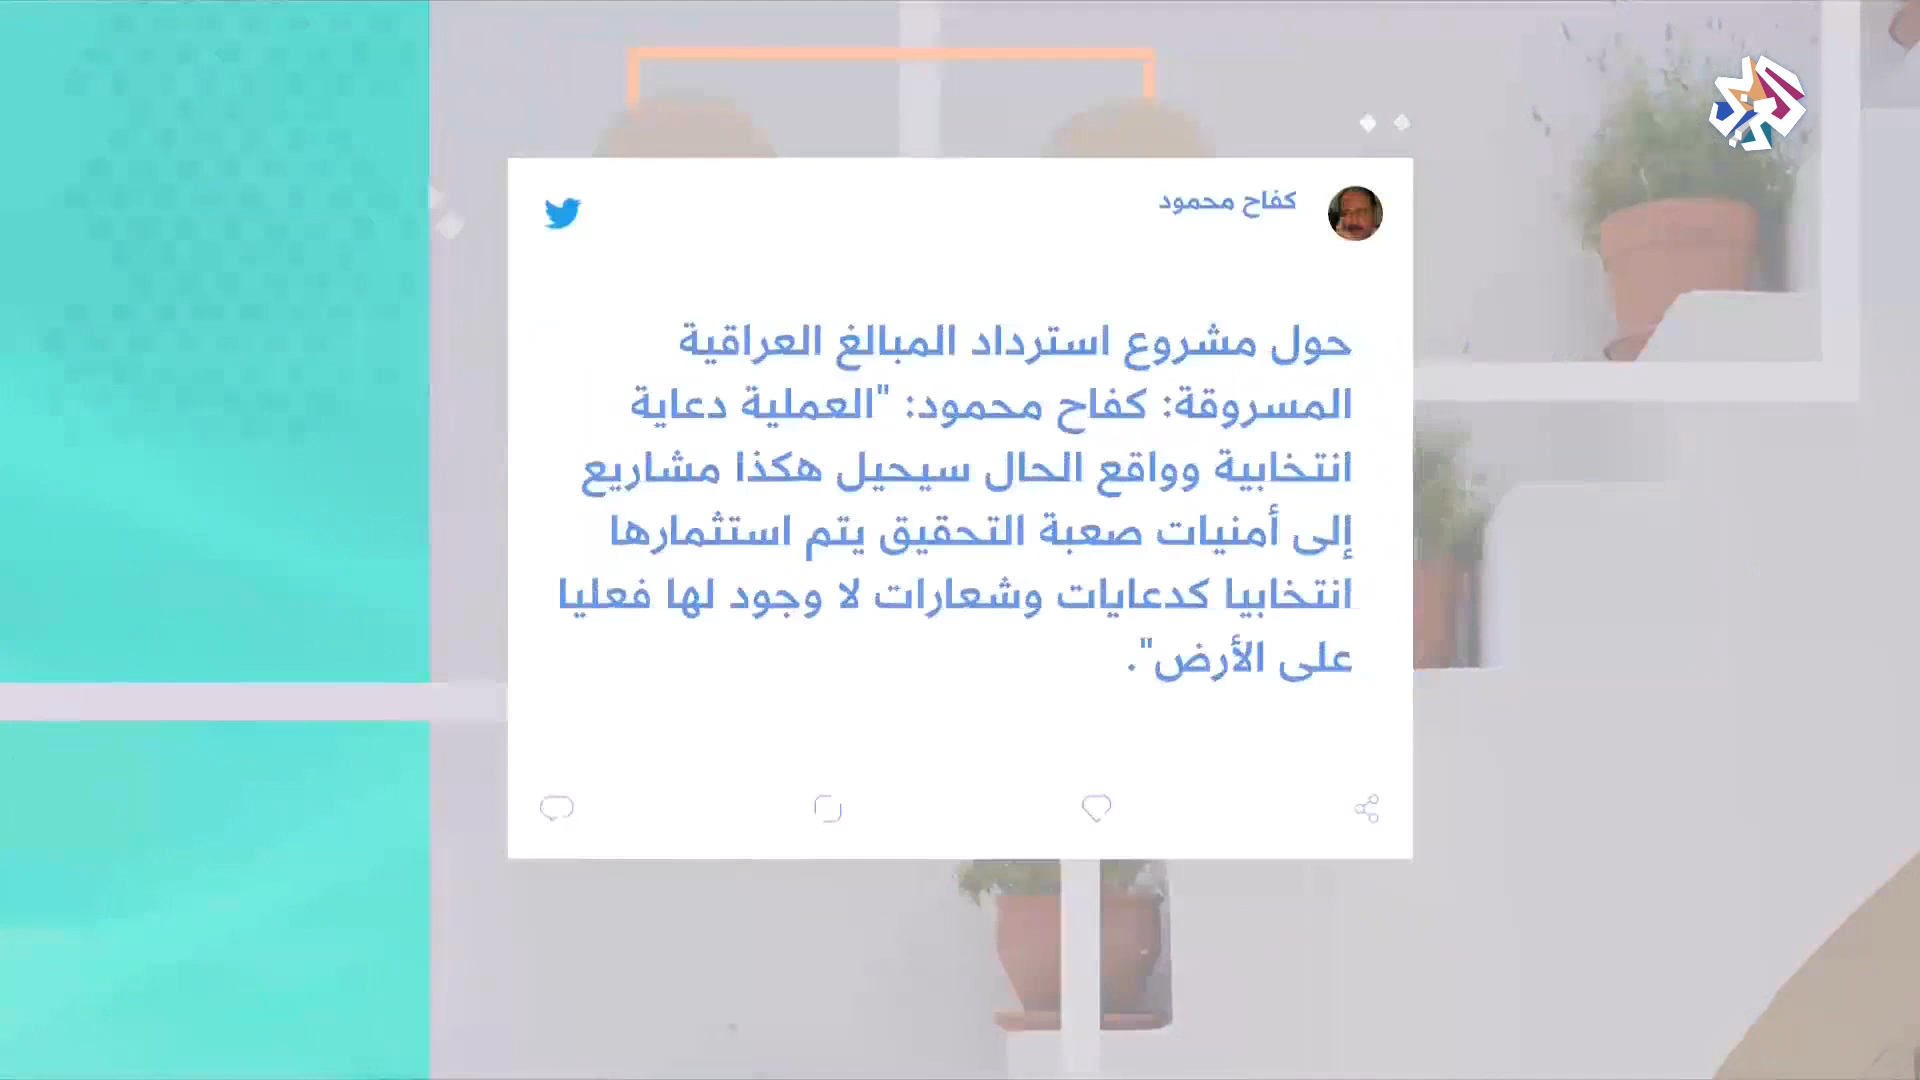 كفاح محمود
حول مشروع استرداد المبالغ العراقية
المسروقة: كفاح محمود: "العملية دعاية
انتخابية وواقع الحال سيحيل هكذا مشاريع
إلى أمنيات صعبة التحقيق يتم استثمارها
انتخابيا كدعايات وشعارات لا وجود لها فعليا
على الأرض".